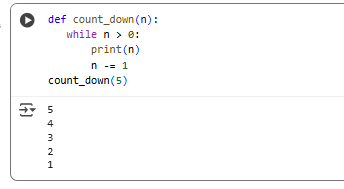 def count_down(n):
    while n > 0:
        print(n)
        n -= 1
count_down(5)
5
4
3
2
1